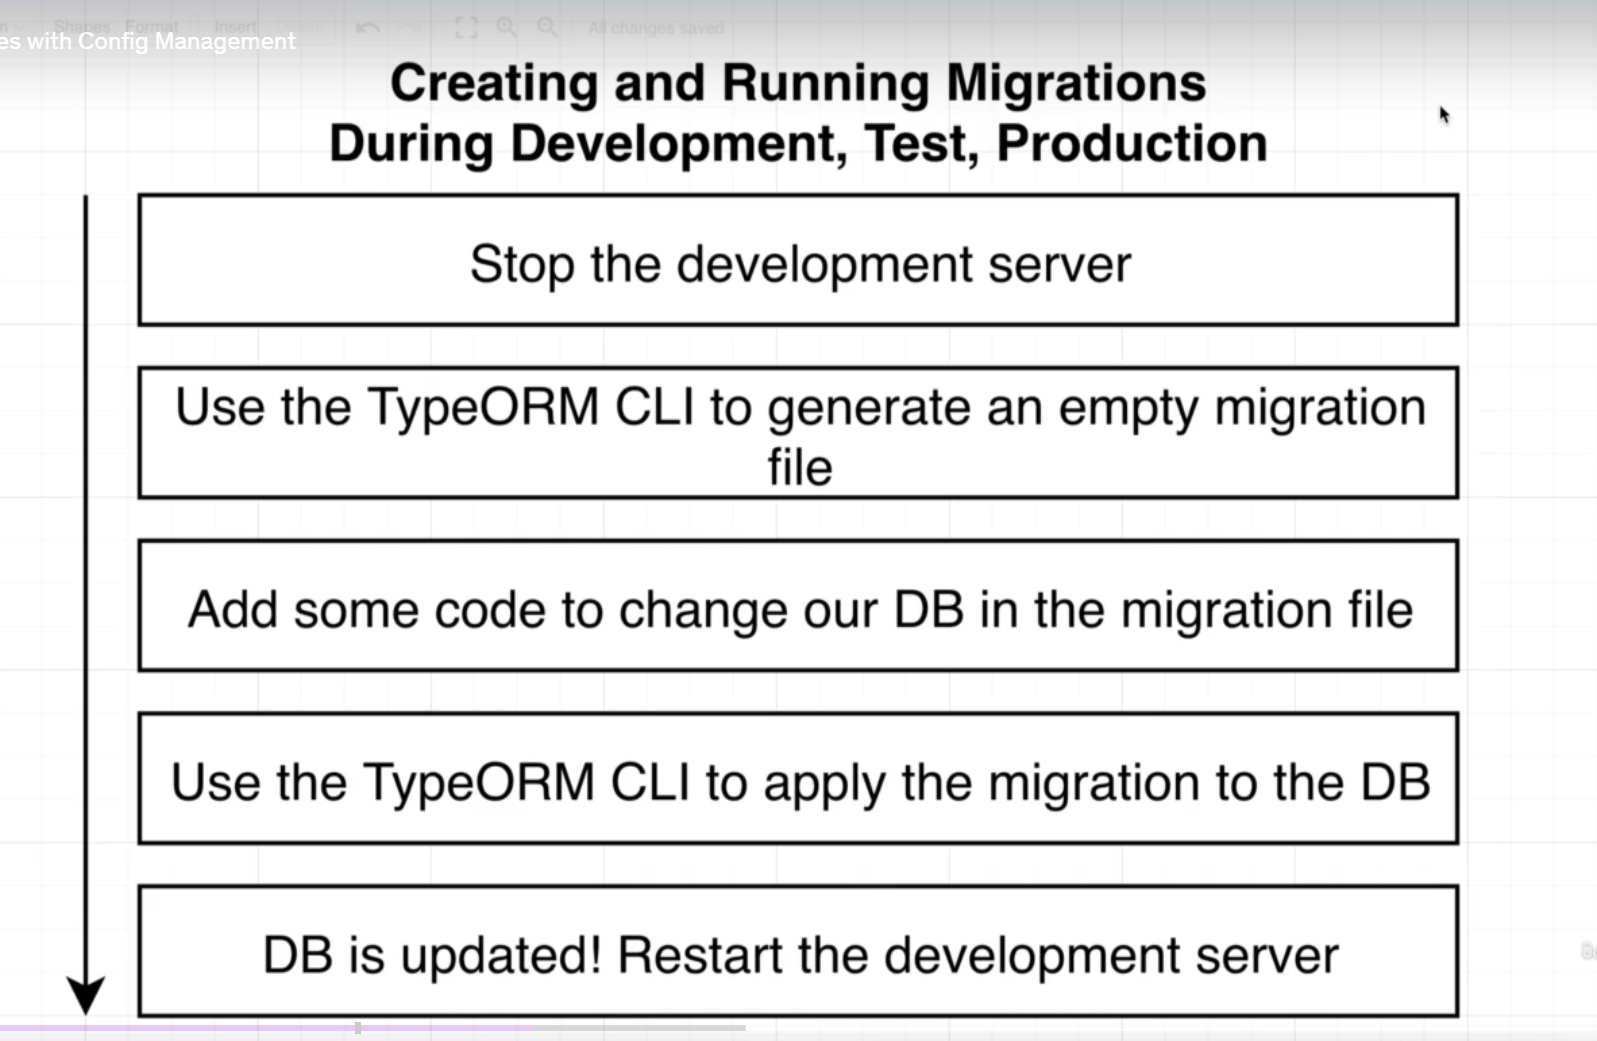 Shapes Format Insert Delete All changes saved
es with Config Management
Creating and Running Migrations
During Development, Test, Production
Stop the development server
Use the TypeORM CLI to generate an empty migration
file
Add some code to change our DB in the migration file
Use the TypeORM CLI to apply the migration to the DB
DB is updated! Restart the development server